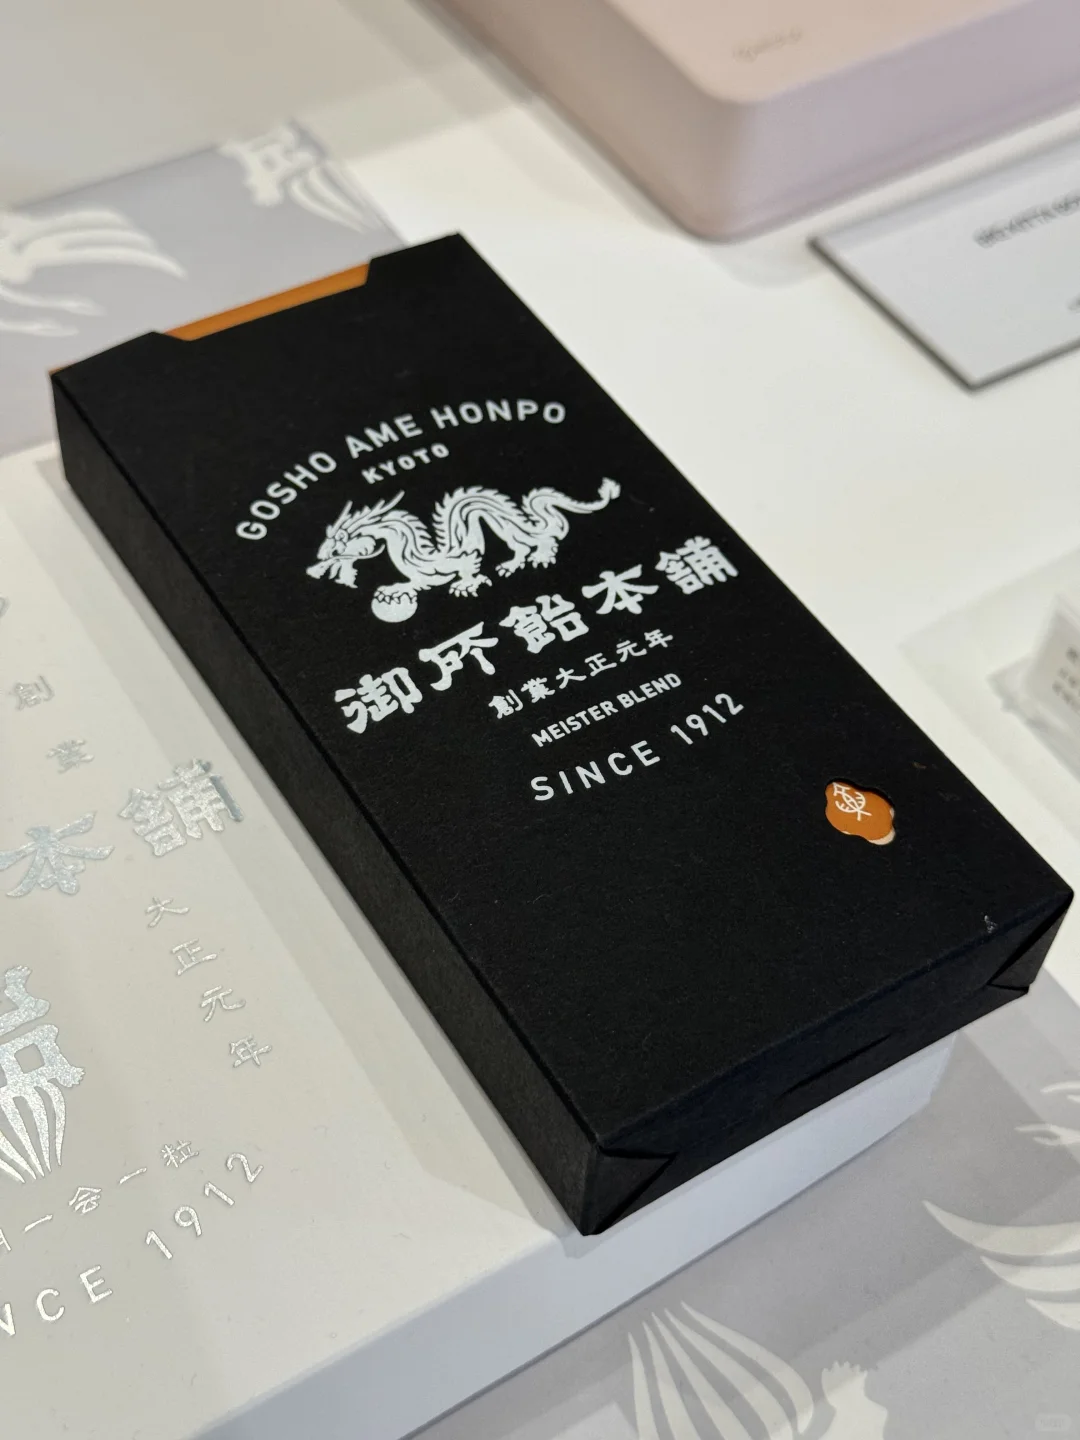 GOSHO AME HONPO
KYOTO
御所飴本舗
創業大正元年
MEISTER BLEND
SINCE 1912
創業
本舗
大正元年
一会一粒
NCE 1912